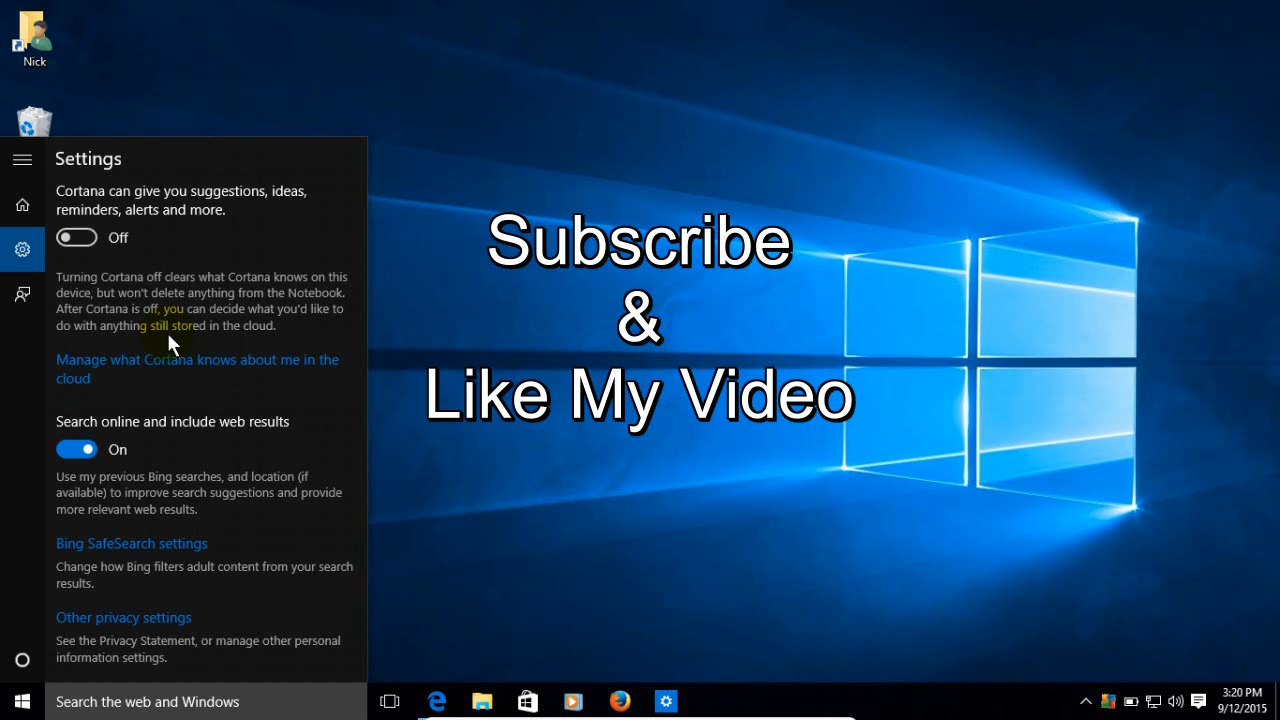 Nick
Settings
Cortana can give you suggestions, ideas,
reminders, alerts and more.
Off
Turning Cortana off clears what Cortana knows on this
device, but won't delete anything from the Notebook.
After Cortana is off, you can decide what you'd like to
do with anything still stored in the cloud.
Manage what Cortana knows about me in the
cloud
Search online and include web results
On
Use my previous Bing searches, and location (if
available) to improve search suggestions and provide
more relevant web results.
Bing SafeSearch settings
Change how Bing filters adult content from your search
results.
Other privacy settings
See the Privacy Statement, or manage other personal
information settings.
Search the web and Windows
Subscribe
&
Like My Video
3:20 PM
9/12/2015